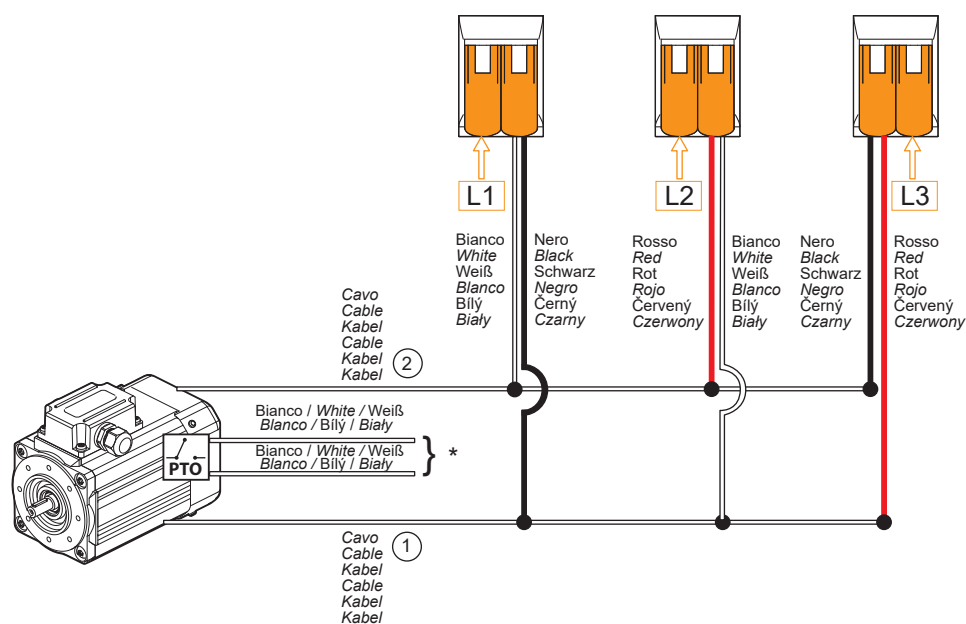 L1
L2
L3
Bianco
White
Weiß
Blanco
Bílý
Biały
Nero
Black
Schwarz
Negro
Černý
Czarny
Rosso
Red
Rot
Rojo
Červený
Czerwony
Bianco
White
Weiß
Blanco
Bílý
Biały
Nero
Black
Schwarz
Negro
Černý
Czarny
Rosso
Red
Rot
Rojo
Červený
Czerwony
Cavo
Cable
Kabel
Cable
Kabel
Kabel
2
Bianco / White / Weiß
Blanco / Bílý / Biały
Bianco / White / Weiß
Blanco / Bílý / Biały
} *
PTO
Cavo
Cable
Kabel
Cable
Kabel
Kabel
1